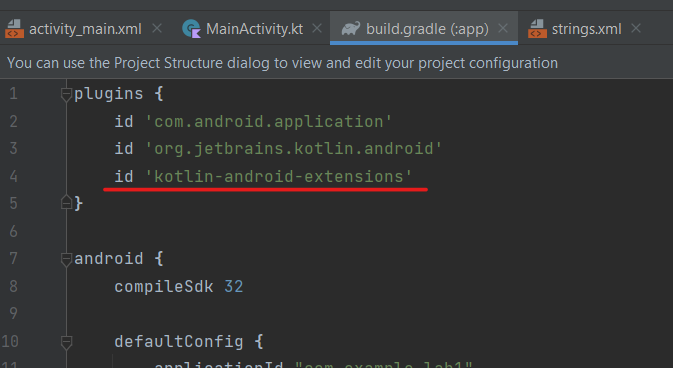 activity_main.xml MainActivity.kt build.gradle (:app) strings.xml
You can use the Project Structure dialog to view and edit your project configuration
1 plugins {
2 id 'com.android.application'
3 id 'org.jetbrains.kotlin.android'
4 id 'kotlin-android-extensions'
5 }
6
7 android {
8 compileSdk 32
9
10 defaultConfig {
11 applicationId "com.example.lab1"